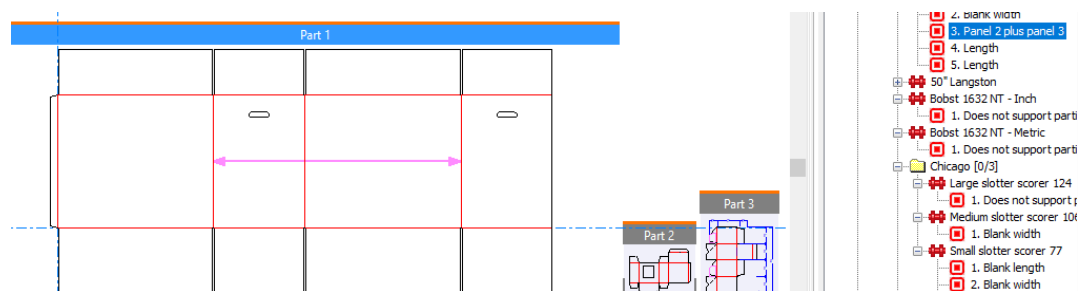 Part 1
Part 2
Part 3
2. Blank width
3. Panel 2 plus panel 3
4. Length
5. Length
50" Langston
Bobst 1632 NT - Inch
1. Does not support parti
Bobst 1632 NT - Metric
1. Does not support parti
Chicago [0/3]
Large slotter scorer 124
1. Does not support p
Medium slotter scorer 106
1. Blank width
Small slotter scorer 77
1. Blank length
2. Blank width